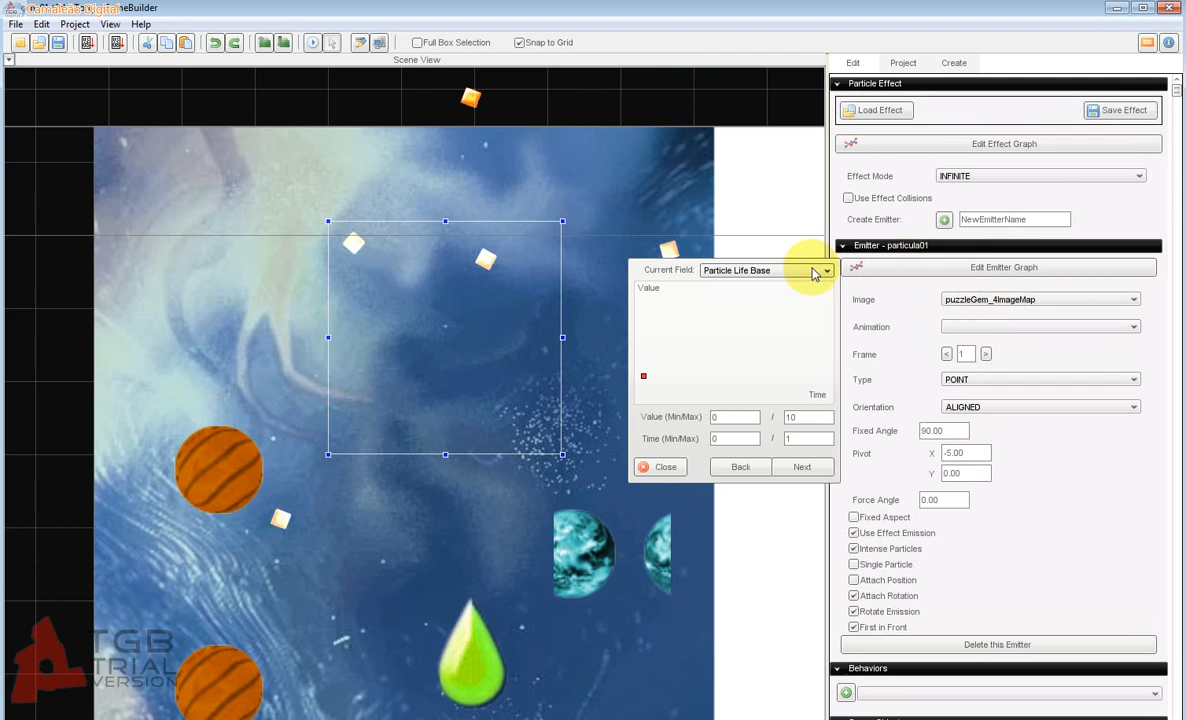 Camaleao Digital
neBuilder
File Edit Project View Help
Full Box Selection Snap to Grid
Scene View
Edit Project Create
Particle Effect
Load Effect Save Effect
Edit Effect Graph
Effect Mode INFINITE
Use Effect Collisions
Create Emitter: NewEmitterName
Emitter - particula01
Edit Emitter Graph
Image puzzleGem_4ImageMap
Animation
Frame < 1 >
Type POINT
Orientation ALIGNED
Fixed Angle 90.00
Pivot X -5.00
Y 0.00
Force Angle 0.00
Fixed Aspect
Use Effect Emission
Intense Particles
Single Particle
Attach Position
Attach Rotation
Rotate Emission
First in Front
Delete this Emitter
Behaviors
Current Field: Particle Life Base
Value
Time
Value (Min/Max) 0 / 10
Time (Min/Max) 0 / 1
Close Back Next
TGB
TRIAL
VERSION